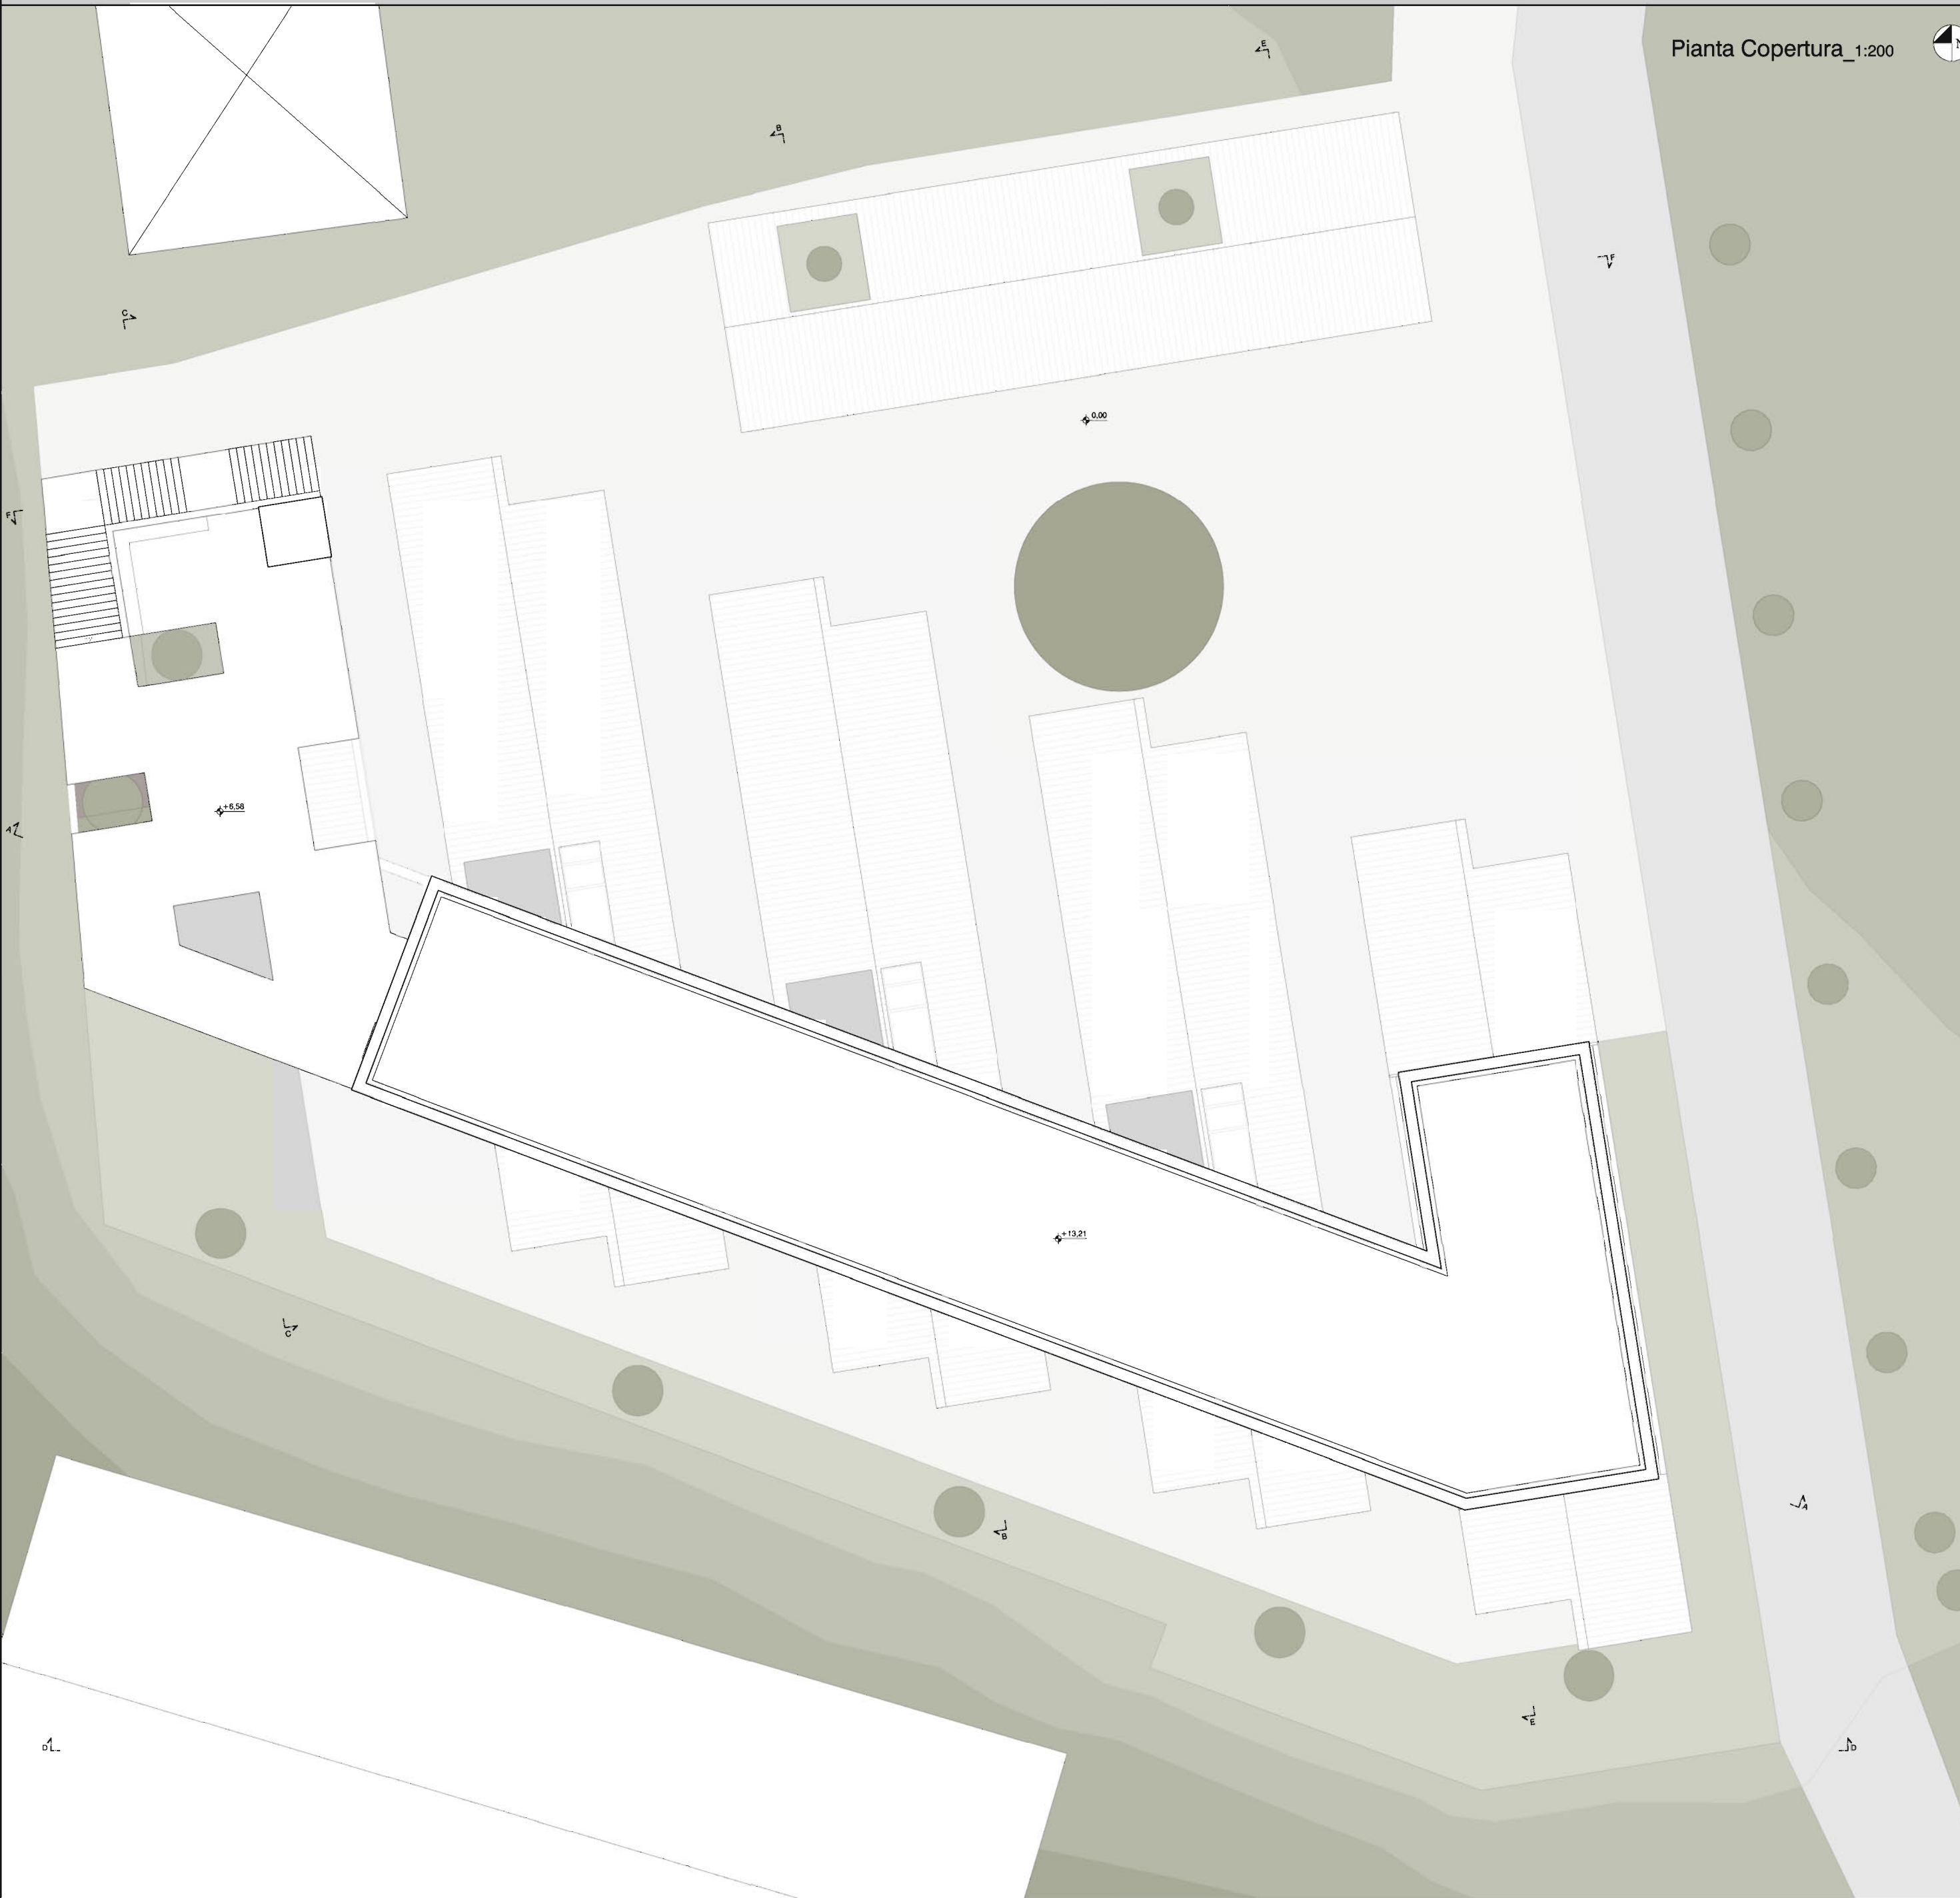 Pianta Copertura_1:200
N
E
B
F
C
0,00
F
+6,58
A
+13,21
C
A
B
E
D
D